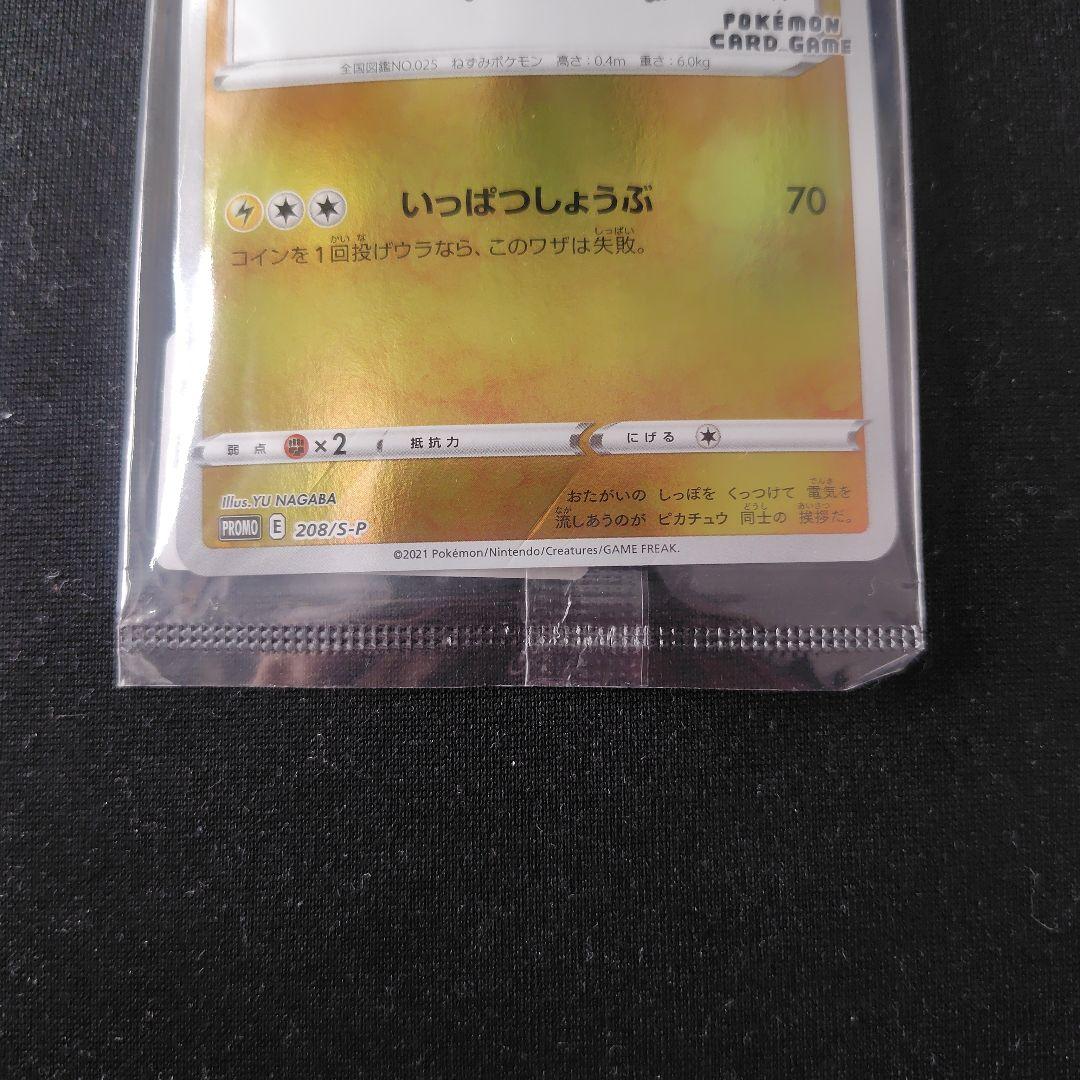 POKÉMON
CARD GAME
全国図鑑NO.025 ねずみポケモン 高さ:0.4m 重さ:6.0kg
いっぱつしょうぶ 70
コインを1回投げウラなら、このワザは失敗。
弱点 ×2 抵抗力 にげる
Illus. YU NAGABA
おたがいの しっぽを くっつけて 電気を
流しあうのが ピカチュウ 同士の 挨拶だ。
PROMO E 208/S-P
©2021 Pokémon/Nintendo/Creatures/GAME FREAK.